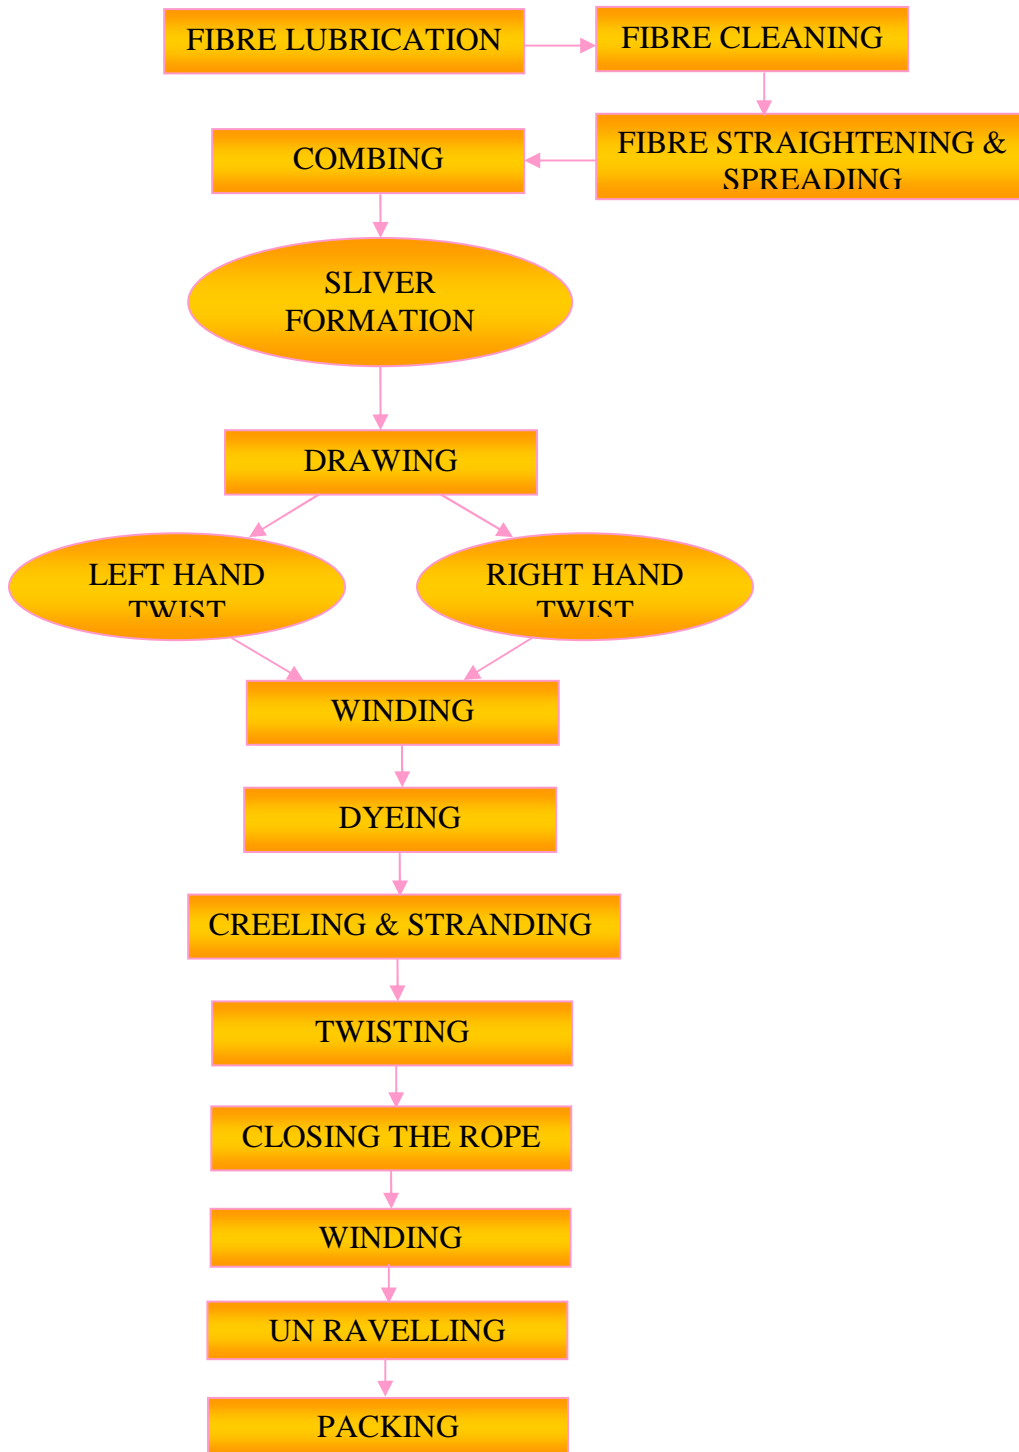 FIBRE LUBRICATION
FIBRE CLEANING
FIBRE STRAIGHTENING &
SPREADING
COMBING
SLIVER
FORMATION
DRAWING
LEFT HAND
TWIST
RIGHT HAND
TWIST
WINDING
DYEING
CREELING & STRANDING
TWISTING
CLOSING THE ROPE
WINDING
UN RAVELLING
PACKING